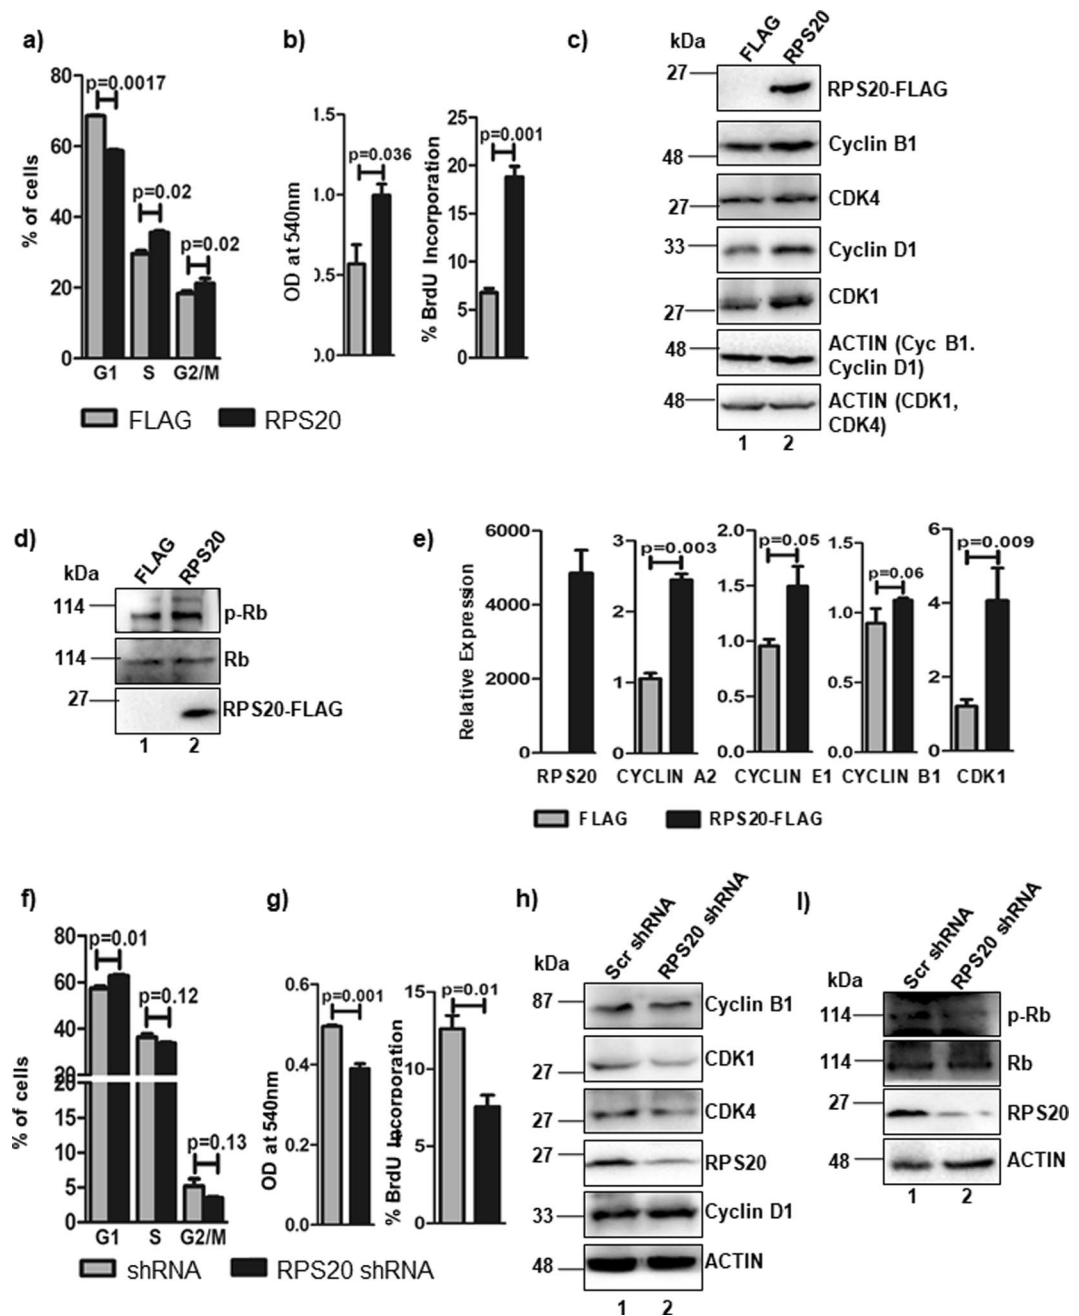 a)
p=0.0017
p=0.02
p=0.02
% of cells
80
60
40
20
0
G1 S G2/M
FLAG RPS20
b)
OD at 540nm
1.5
1.0
0.5
0.0
p=0.036
% BrdU Incorporation
25
20
15
10
5
0
p=0.001
c)
kDa FLAG RPS20
27 RPS20-FLAG
48 Cyclin B1
27 CDK4
33 Cyclin D1
27 CDK1
48 ACTIN (Cyc B1.
Cyclin D1)
48 ACTIN (CDK1,
CDK4)
1 2
d)
kDa FLAG RPS20
114 p-Rb
114 Rb
27 RPS20-FLAG
1 2
e)
Relative Expression
6000
4000
2000
0
RPS20
3
2
1
0
p=0.003
CYCLIN A2
2.0
1.5
1.0
0.5
0.0
p=0.05
CYCLIN E1
1.5
1.0
0.5
0.0
p=0.06
CYCLIN B1
6
4
2
0
p=0.009
CDK1
FLAG RPS20-FLAG
f)
% of cells
80
60
40
20
20
15
10
5
0
p=0.01
p=0.12
p=0.13
G1 S G2/M
shRNA RPS20 shRNA
g)
OD at 540nm
0.6
0.4
0.2
0.0
p=0.001
% BrdU Incorporation
15
10
5
0
p=0.01
h)
kDa Scr shRNA RPS20 shRNA
87 Cyclin B1
27 CDK1
27 CDK4
27 RPS20
33 Cyclin D1
48 ACTIN
1 2
I)
kDa Scr shRNA RPS20 shRNA
114 p-Rb
114 Rb
27 RPS20
48 ACTIN
1 2